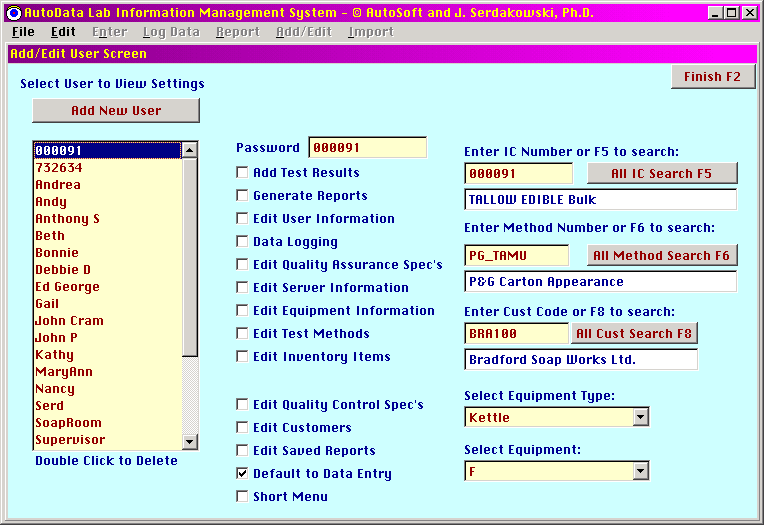 AutoData Lab Information Management System - © AutoSoft and J. Serdakowski, Ph.D.
File Edit Enter Log Data Report Add/Edit Import
Add/Edit User Screen
Finish F2
Select User to View Settings
Add New User
000091
732634
Andrea
Andy
Anthony S
Beth
Bonnie
Debbie D
Ed George
Gail
John Cram
John P
Kathy
MaryAnn
Nancy
Serd
SoapRoom
Supervisor
Double Click to Delete
Password 000091
Add Test Results
Generate Reports
Edit User Information
Data Logging
Edit Quality Assurance Spec's
Edit Server Information
Edit Equipment Information
Edit Test Methods
Edit Inventory Items
Edit Quality Control Spec's
Edit Customers
Edit Saved Reports
Default to Data Entry
Short Menu
Enter IC Number or F5 to search:
000091 All IC Search F5
TALLOW EDIBLE Bulk
Enter Method Number or F6 to search:
PG_TAMU All Method Search F6
P&G Carton Appearance
Enter Cust Code or F8 to search:
BRA100 All Cust Search F8
Bradford Soap Works Ltd.
Select Equipment Type:
Kettle
Select Equipment:
F